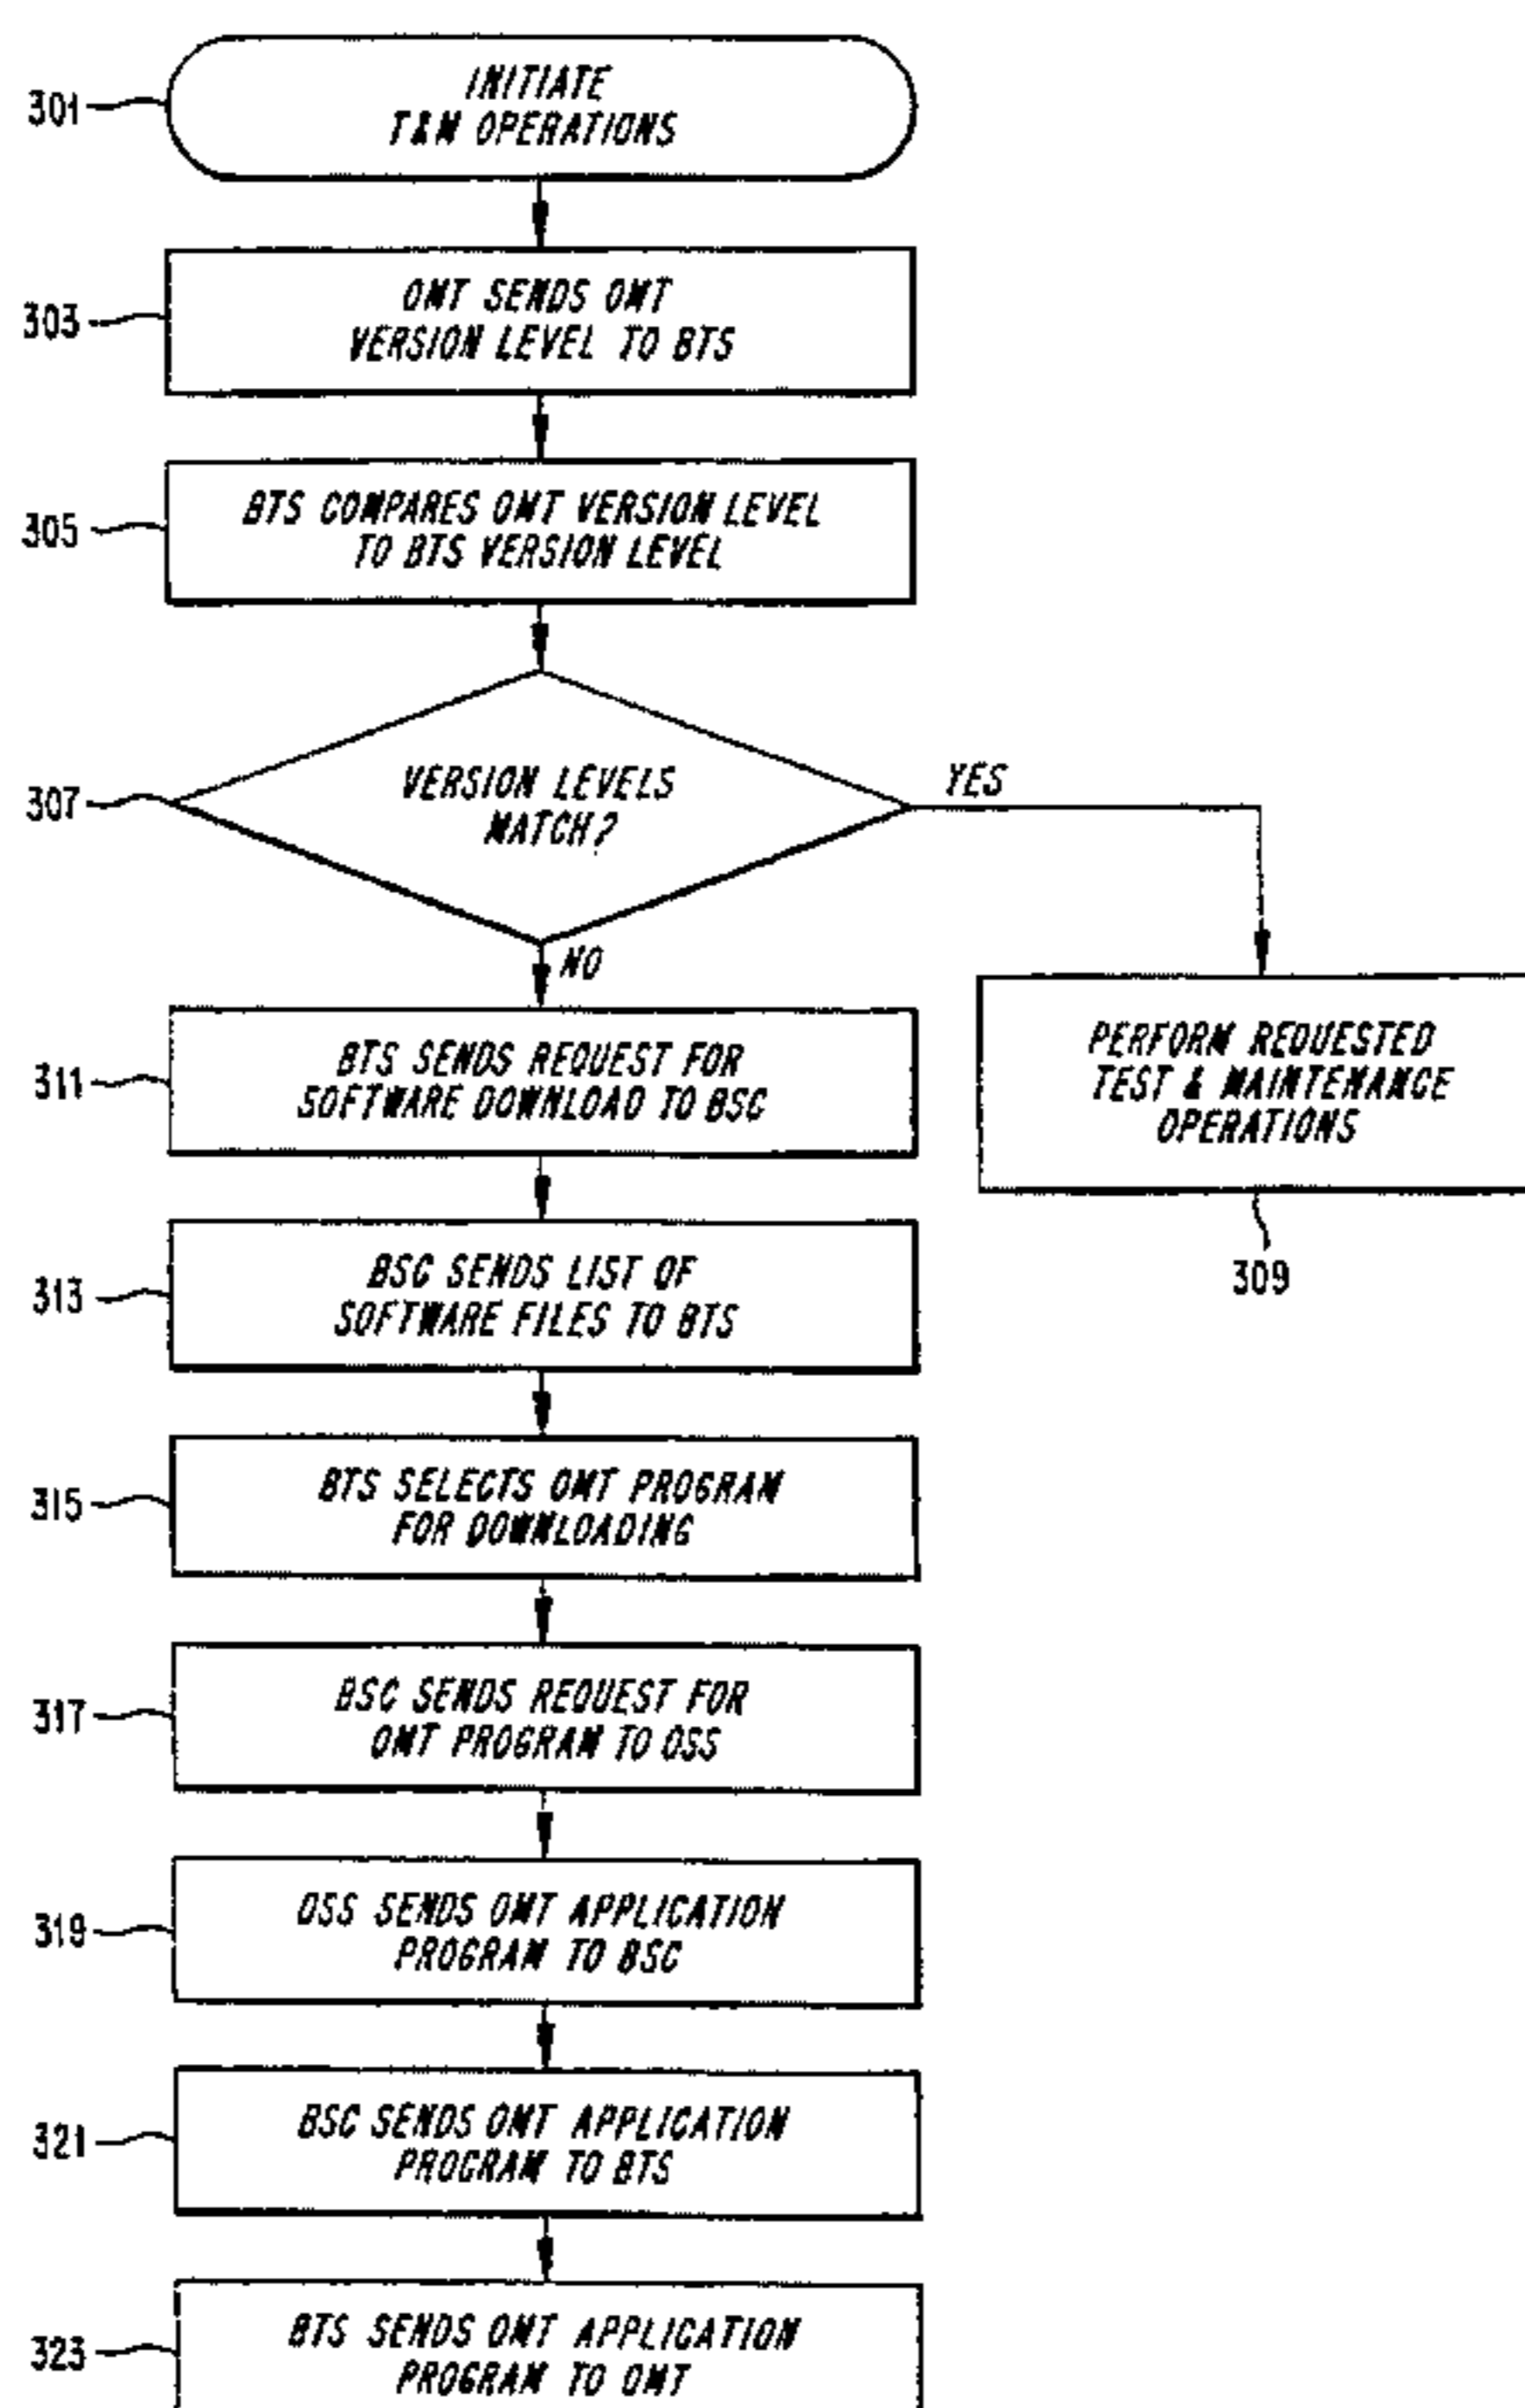 301
INITIATE
T&M OPERATIONS
303
OMT SENDS OMT
VERSION LEVEL TO BTS
305
BTS COMPARES OMT VERSION LEVEL
TO BTS VERSION LEVEL
307
VERSION LEVELS
MATCH?
YES
NO
311
BTS SENDS REQUEST FOR
SOFTWARE DOWNLOAD TO BSC
PERFORM REQUESTED
TEST & MAINTENANCE
OPERATIONS
309
313
BSC SENDS LIST OF
SOFTWARE FILES TO BTS
315
BTS SELECTS OMT PROGRAM
FOR DOWNLOADING
317
BSC SENDS REQUEST FOR
OMT PROGRAM TO OSS
319
OSS SENDS OMT APPLICATION
PROGRAM TO BSC
321
BSC SENDS OMT APPLICATION
PROGRAM TO BTS
323
BTS SENDS OMT APPLICATION
PROGRAM TO OMT